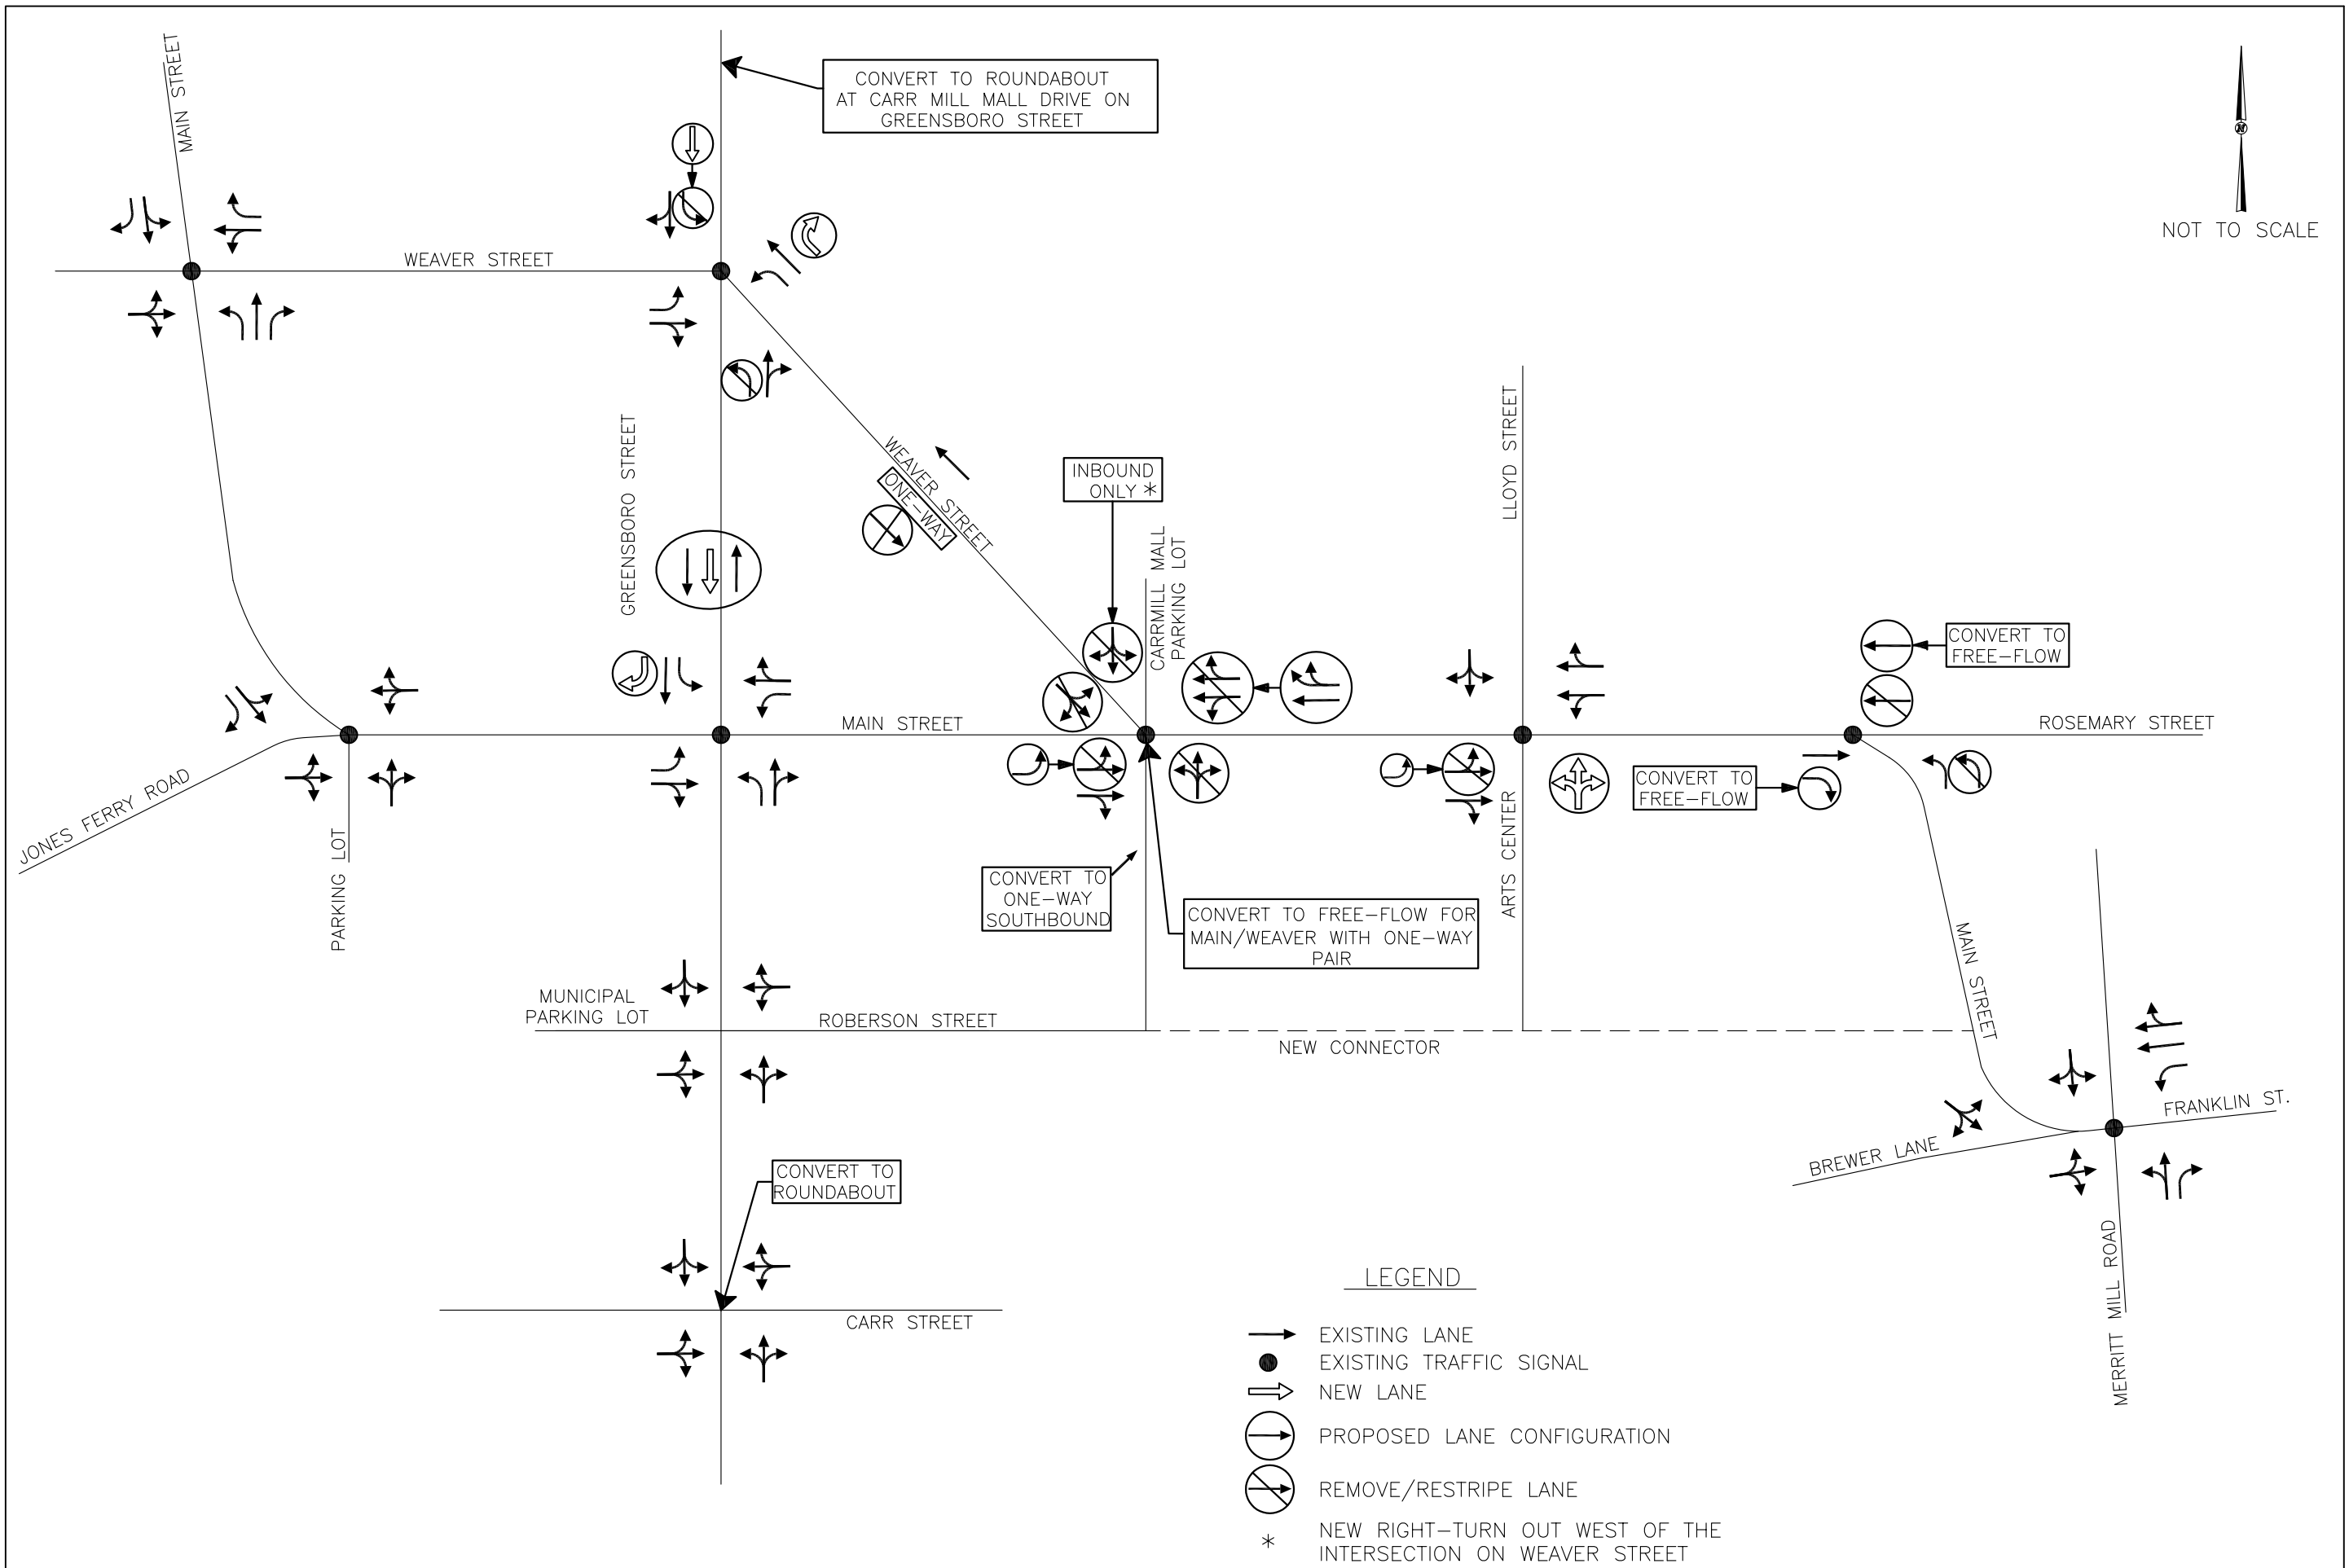 MAIN STREET
CONVERT TO ROUNDABOUT
AT CARR MILL MALL DRIVE ON
GREENSBORO STREET
N
NOT TO SCALE
WEAVER STREET
GREENSBORO STREET
WEAVER STREET
ONE-WAY
INBOUND
ONLY *
CARRMILL MALL
PARKING LOT
LLOYD STREET
CONVERT TO
FREE-FLOW
MAIN STREET
ROSEMARY STREET
JONES FERRY ROAD
PARKING LOT
CONVERT TO
FREE-FLOW
ARTS CENTER
CONVERT TO
ONE-WAY
SOUTHBOUND
CONVERT TO FREE-FLOW FOR
MAIN/WEAVER WITH ONE-WAY
PAIR
MAIN STREET
MUNICIPAL
PARKING LOT
ROBERSON STREET
NEW CONNECTOR
FRANKLIN ST.
BREWER LANE
MERRITT MILL ROAD
CONVERT TO
ROUNDABOUT
CARR STREET
LEGEND
EXISTING LANE
EXISTING TRAFFIC SIGNAL
NEW LANE
PROPOSED LANE CONFIGURATION
REMOVE/RESTRIPE LANE
* NEW RIGHT-TURN OUT WEST OF THE
INTERSECTION ON WEAVER STREET